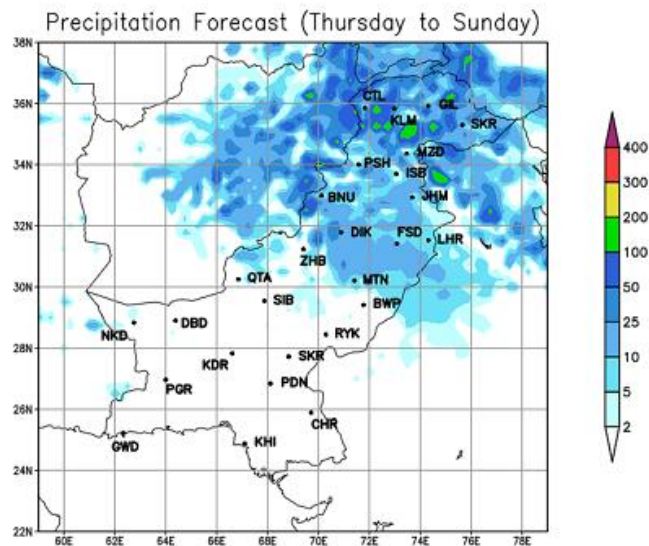 Precipitation Forecast (Thursday to Sunday)
38N
36N
34N
32N
30N
28N
26N
24N
22N
60E 62E 64E 66E 68E 70E 72E 74E 76E 78E
CTL
GIL
KLM
SKR
MZD
PSH
ISB
BNU
JHM
DIK
FSD
LHR
ZHB
QTA
MTN
SIB
BWP
NKD
DBD
RYK
KDR
SKR
PGR
PDN
CHR
GWD
KHI
400
300
200
100
50
25
10
5
2